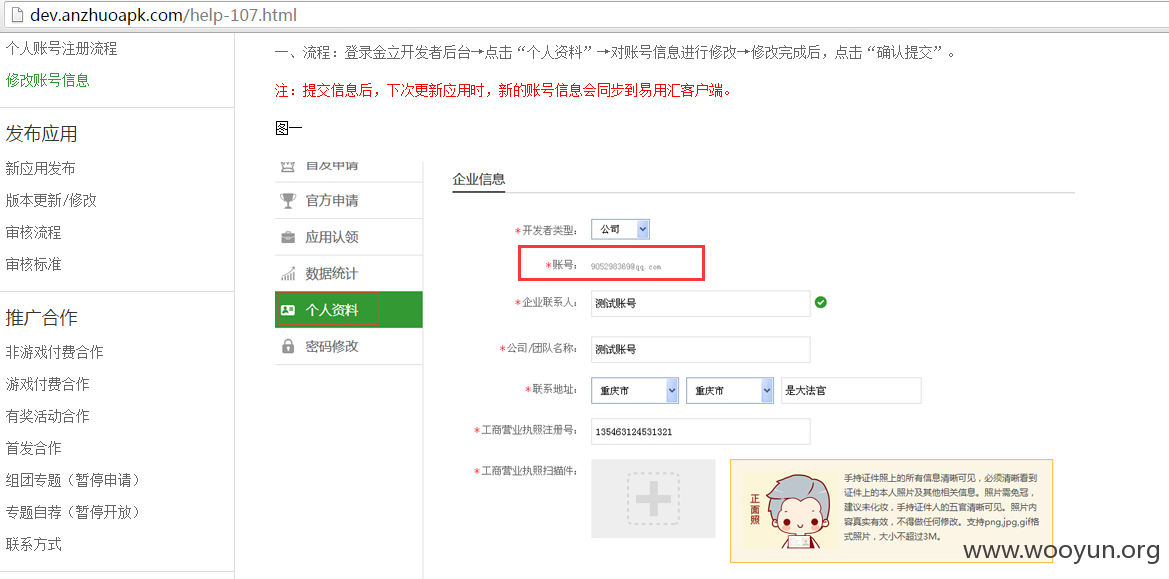 dev.anzhuoapk.com/help-107.html
个人账号注册流程
修改账号信息
发布应用
新应用发布
版本更新/修改
审核流程
审核标准
推广合作
非游戏付费合作
游戏付费合作
有奖活动合作
首发合作
组团专题（暂停申请）
专题自荐（暂停开放）
联系方式
一、流程：登录金立开发者后台→点击“个人资料”→对账号信息进行修改→修改完成后，点击“确认提交”。
注：提交信息后，下次更新应用时，新的账号信息会同步到易用汇客户端。
图一
首发申请
官方申请
应用认领
数据统计
个人资料
密码修改
企业信息
*开发者类型： 公司
*账号： 905298369@qq.com
*企业联系人： 测试账号
*公司/团队名称： 测试账号
*联系地址： 重庆市 重庆市 是大法官
*工商营业执照注册号： 135463124531321
*工商营业执照扫描件：
正面照
手持证件照上的所有信息清晰可见，必须清晰看到
证件上的本人照片及其他相关信息。照片需免冠，
建议未化妆，手持证件人的五官清晰可见。照片内
容真实有效，不得做任何修改。支持png,jpg,gif格
式照片，大小不超过3M。
www.wooyun.org